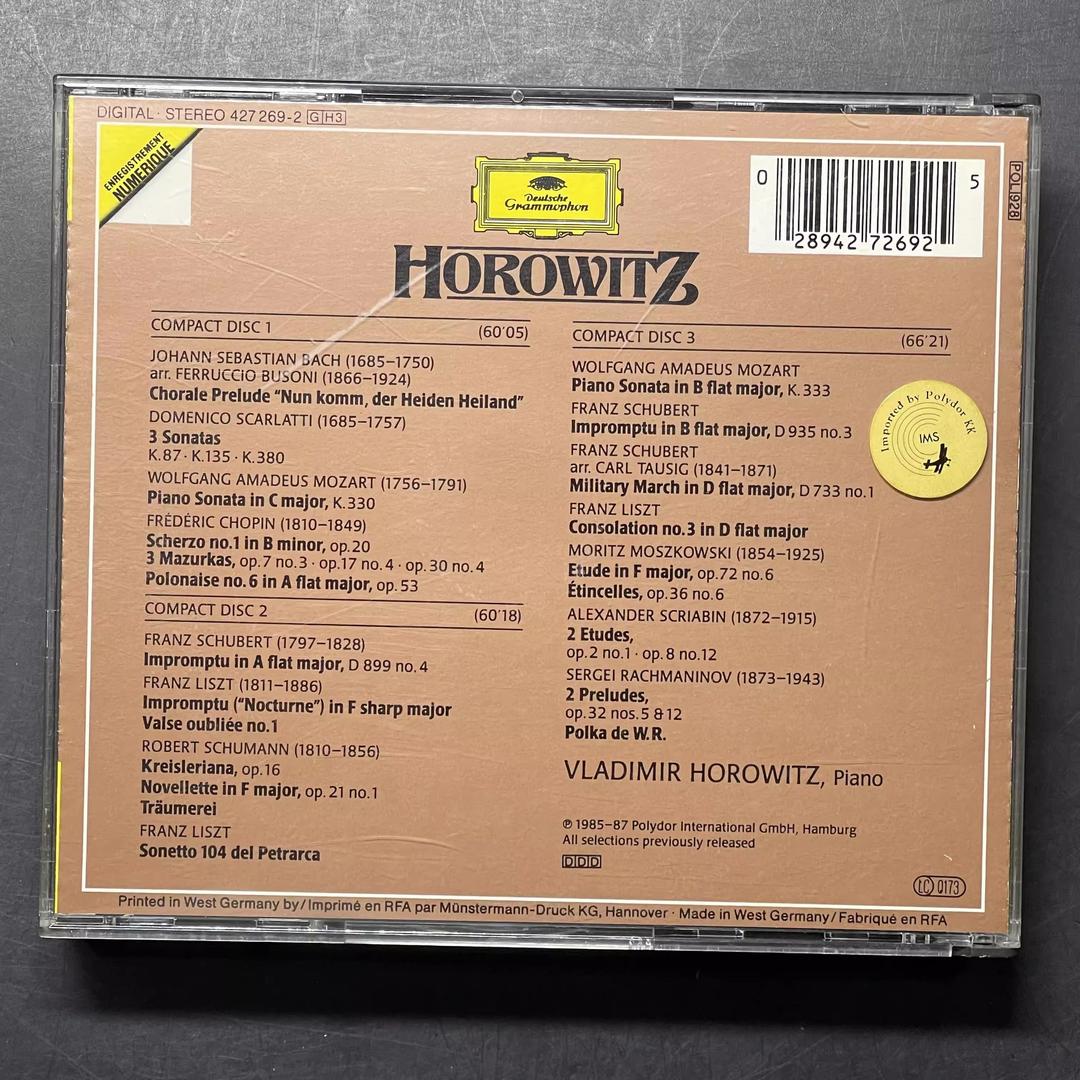 DIGITAL · STEREO 427 269-2 GH3
ENREGISTREMENT
NUMERIQUE
Deutsche
Grammophon
0 28942 72692 5
POL 928
HOROWITZ
COMPACT DISC 1 (60'05)
JOHANN SEBASTIAN BACH (1685–1750)
arr. FERRUCCIO BUSONI (1866–1924)
Chorale Prelude “Nun komm, der Heiden Heiland”
DOMENICO SCARLATTI (1685–1757)
3 Sonatas
K.87 · K.135 · K.380
WOLFGANG AMADEUS MOZART (1756–1791)
Piano Sonata in C major, K.330
FRÉDÉRIC CHOPIN (1810–1849)
Scherzo no.1 in B minor, op.20
3 Mazurkas, op.7 no.3 · op.17 no.4 · op.30 no.4
Polonaise no.6 in A flat major, op.53
COMPACT DISC 2 (60'18)
FRANZ SCHUBERT (1797–1828)
Impromptu in A flat major, D 899 no.4
FRANZ LISZT (1811–1886)
Impromptu (“Nocturne”) in F sharp major
Valse oubliée no.1
ROBERT SCHUMANN (1810–1856)
Kreisleriana, op.16
Novellette in F major, op.21 no.1
Träumerei
FRANZ LISZT
Sonetto 104 del Petrarca
COMPACT DISC 3 (66'21)
WOLFGANG AMADEUS MOZART
Piano Sonata in B flat major, K.333
FRANZ SCHUBERT
Impromptu in B flat major, D 935 no.3
FRANZ SCHUBERT
arr. CARL TAUSIG (1841–1871)
Military March in D flat major, D 733 no.1
FRANZ LISZT
Consolation no.3 in D flat major
MORITZ MOSZKOWSKI (1854–1925)
Etude in F major, op.72 no.6
Étincelles, op.36 no.6
ALEXANDER SCRIABIN (1872–1915)
2 Etudes,
op.2 no.1 · op.8 no.12
SERGEI RACHMANINOV (1873–1943)
2 Preludes,
op.32 nos.5 & 12
Polka de W.R.
Imported by Polydor KK
IMS
VLADIMIR HOROWITZ, Piano
℗ 1985–87 Polydor International GmbH, Hamburg
All selections previously released
DDD
LC 0173
Printed in West Germany by / Imprimé en RFA par Münstermann-Druck KG, Hannover · Made in West Germany / Fabriqué en RFA